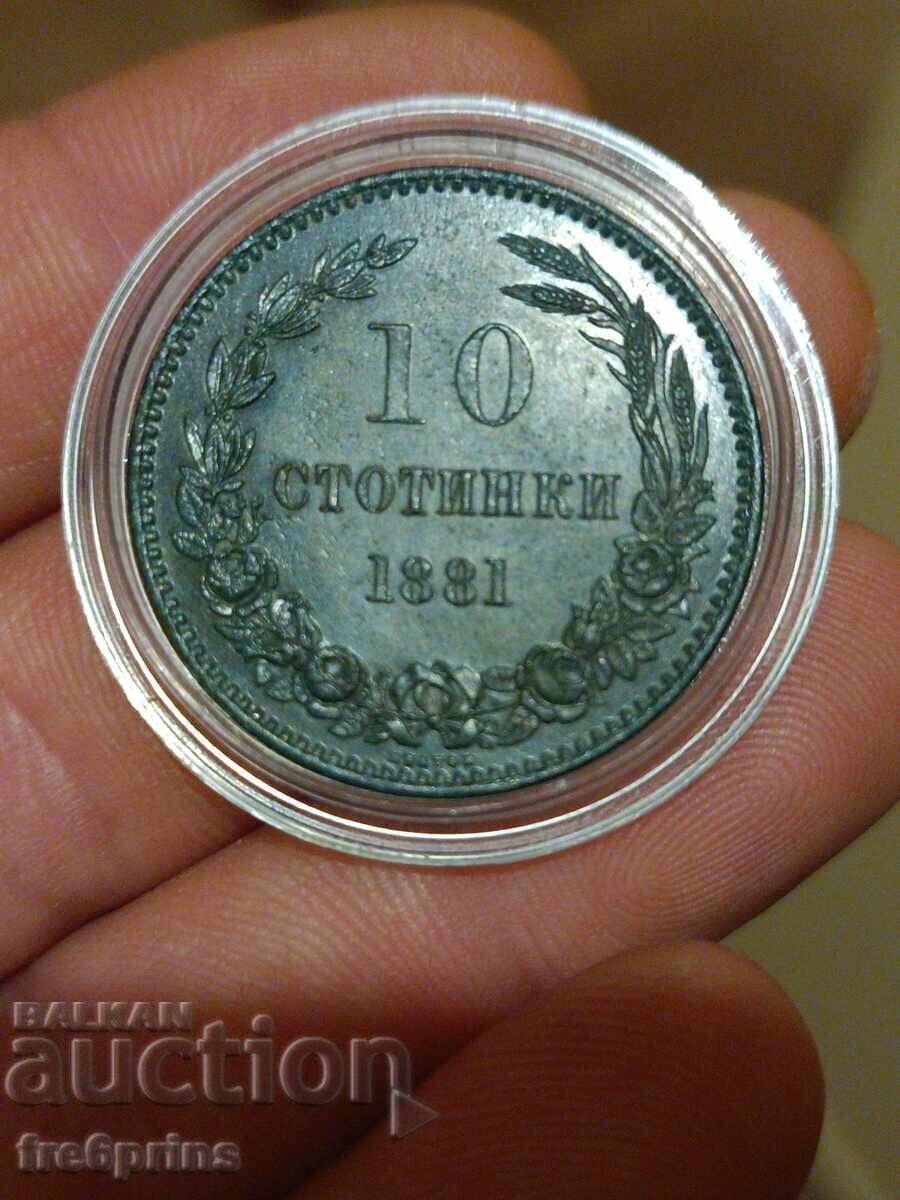 10
СТОТИНКИ
1881
BALKAN
auction
fre6prins